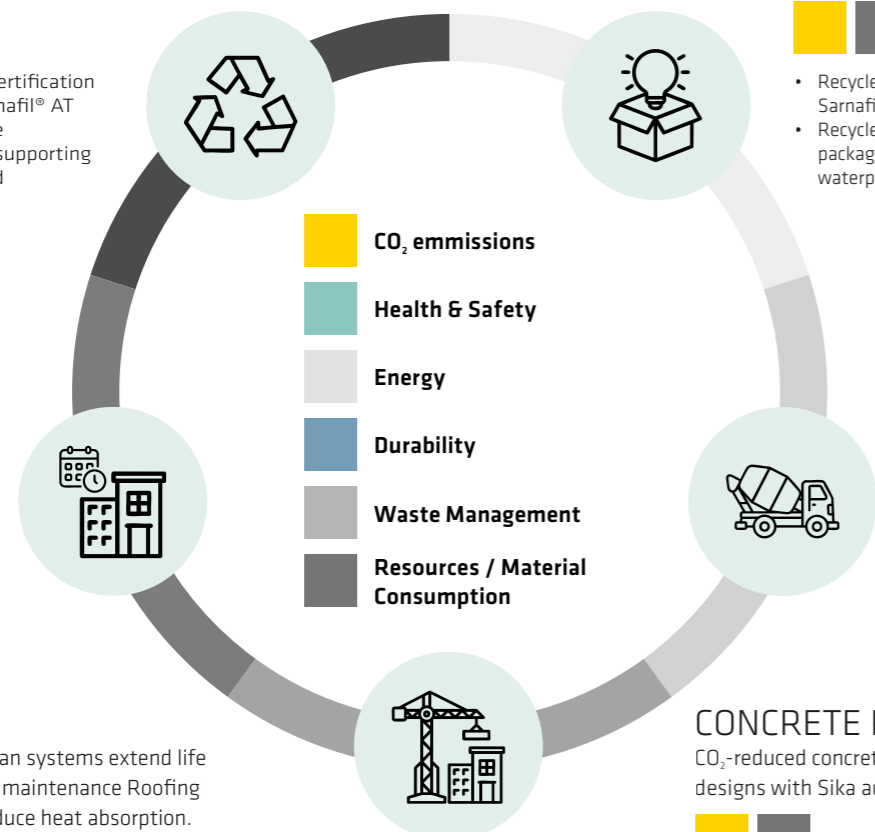 ertification
nafil® AT
e
supporting
d
• Recycle
Sarnafi
• Recycle
packag
waterp
CO₂ emmissions
Health & Safety
Energy
Durability
Waste Management
Resources / Material
Consumption
an systems extend life
maintenance Roofing
duce heat absorption.
CONCRETE
CO₂-reduced concret
designs with Sika a